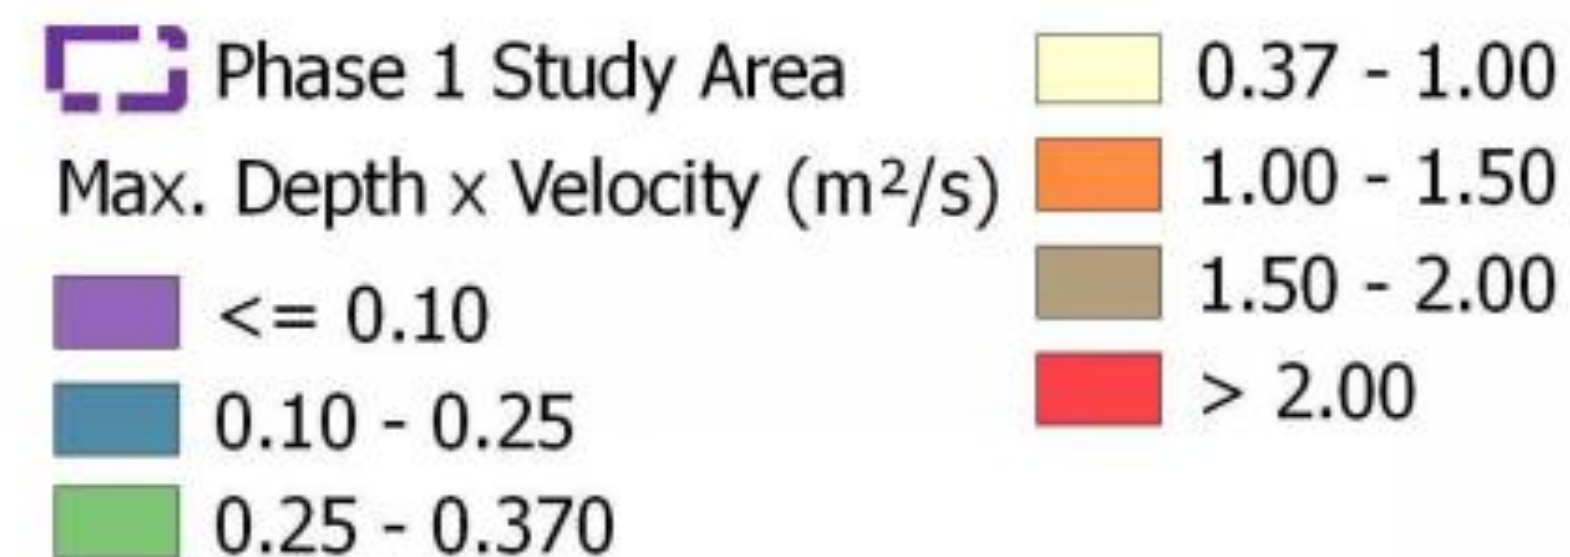 Phase 1 Study Area
Max. Depth x Velocity (m²/s)
<= 0.10
0.10 - 0.25
0.25 - 0.370
0.37 - 1.00
1.00 - 1.50
1.50 - 2.00
> 2.00